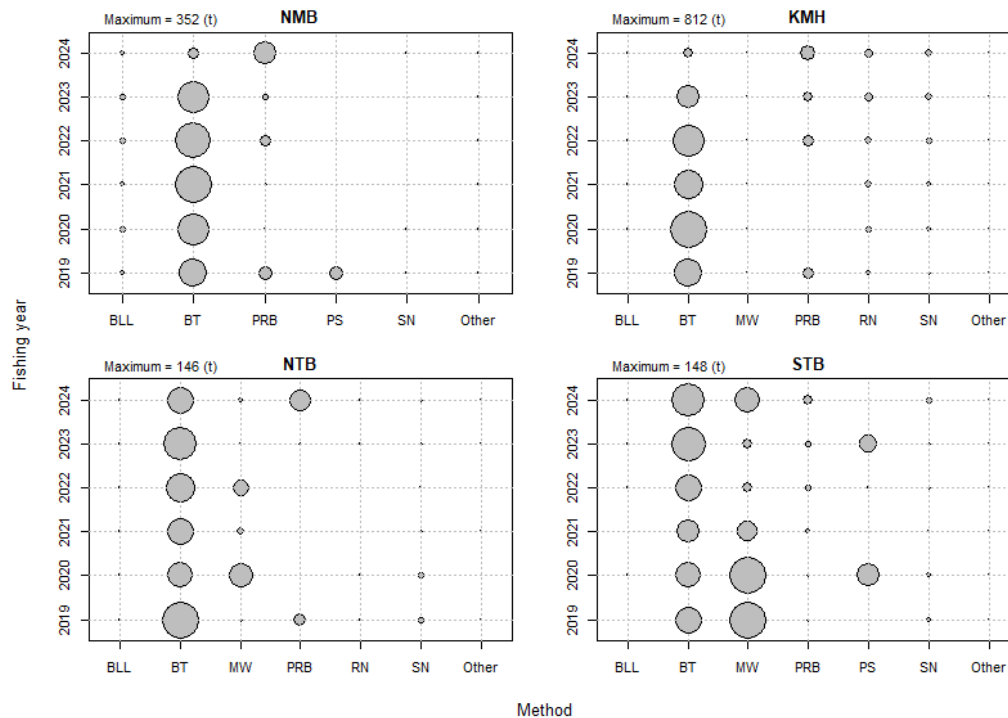 Maximum = 352 (t) NMB
2024
2023
2022
2021
2020
2019
BLL BT PRB PS SN Other
Maximum = 812 (t) KMH
2024
2023
2022
2021
2020
2019
BLL BT MW PRB RN SN Other
Fishing year
Maximum = 146 (t) NTB
2024
2023
2022
2021
2020
2019
BLL BT MW PRB RN SN Other
Maximum = 148 (t) STB
2024
2023
2022
2021
2020
2019
BLL BT MW PRB PS SN Other
Method